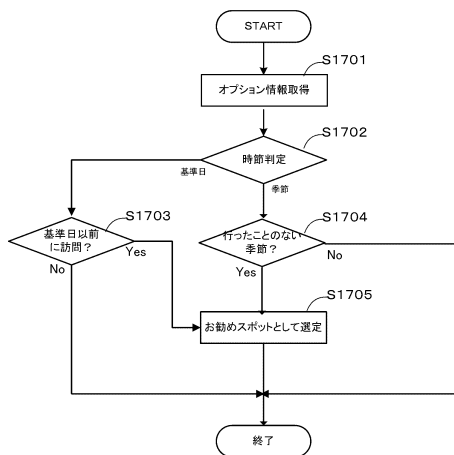 START
S1701
オプション情報取得
S1702
時節判定
基準日
季節
S1703
基準日以前
に訪問？
Yes
No
S1704
行ったことのない
季節？
No
Yes
S1705
お勧めスポットとして選定
終了